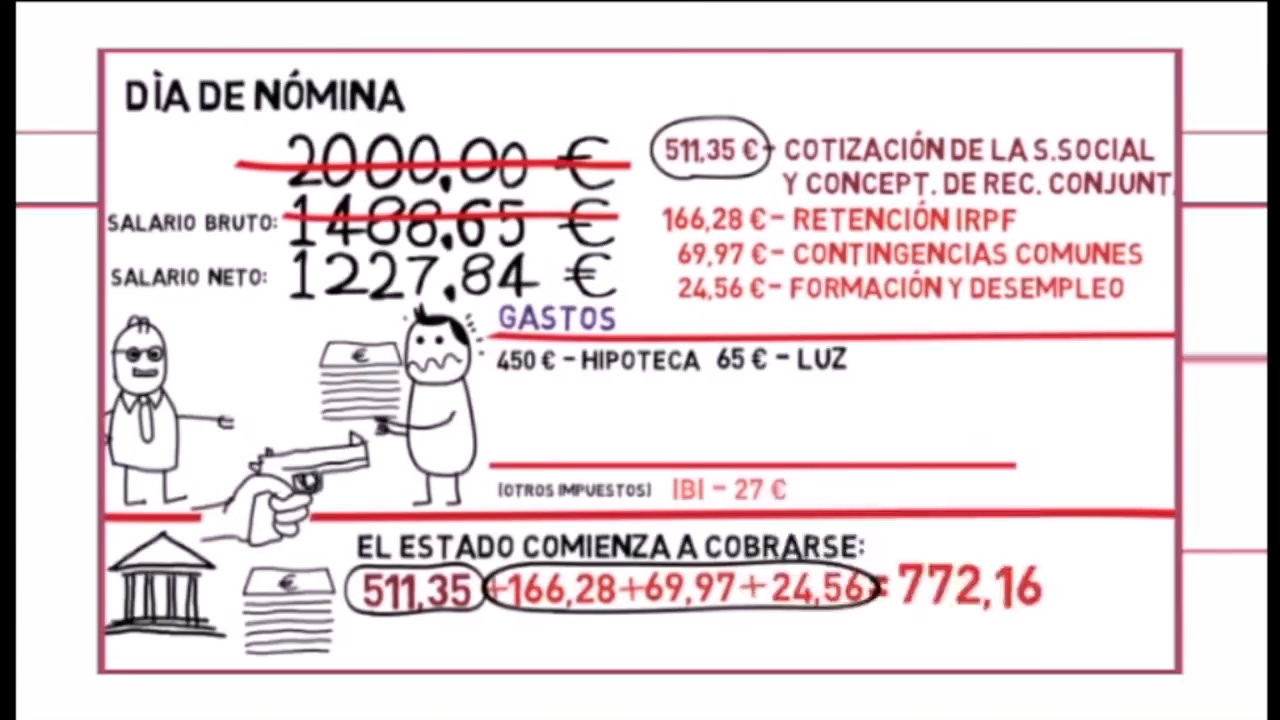 DÌA DE NÓMINA
2000,00 €
511,35 € - COTIZACIÓN DE LA S.SOCIAL
Y CONCEPT. DE REC. CONJUNT.
SALARIO BRUTO: 1488,65 €
166,28 € - RETENCIÓN IRPF
69,97 € - CONTINGENCIAS COMUNES
SALARIO NETO: 1227,84 €
24,56 € - FORMACIÓN Y DESEMPLEO
GASTOS
€
450 € - HIPOTECA 65 € - LUZ
(OTROS IMPUESTOS) IBI - 27 €
EL ESTADO COMIENZA A COBRARSE:
€
511,35 +166,28+69,97+24,56= 772,16